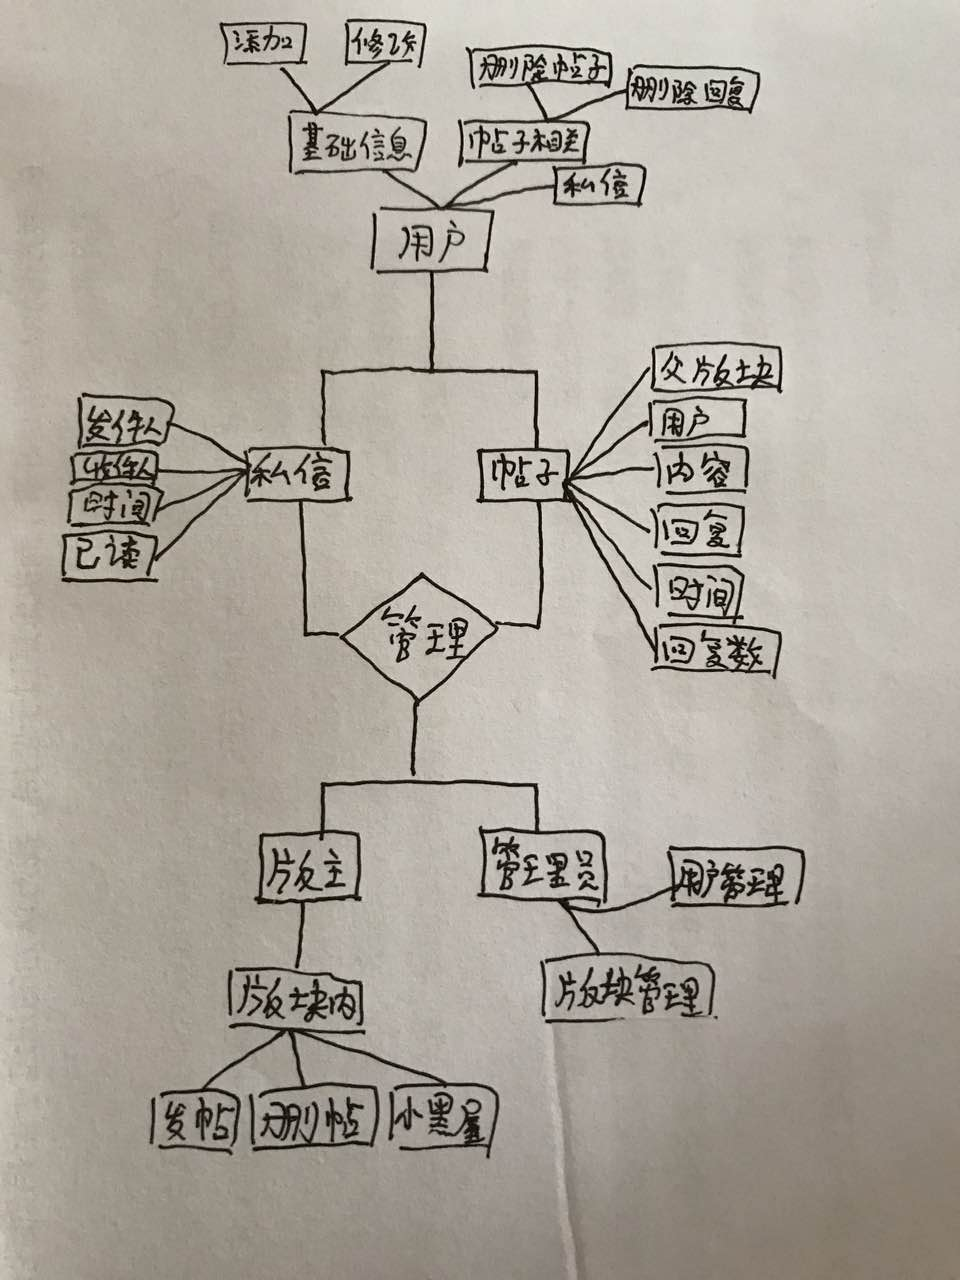 添加
修改
删除帖子
删除回复
基础信息
帖子相关
私信
用户
父版块
发件人
用户
收件人
私信
帖子
内容
时间
回复
已读
时间
管理
回复数
版主
管理员
用户管理
版块内
版块管理
发帖
删帖
小黑屋